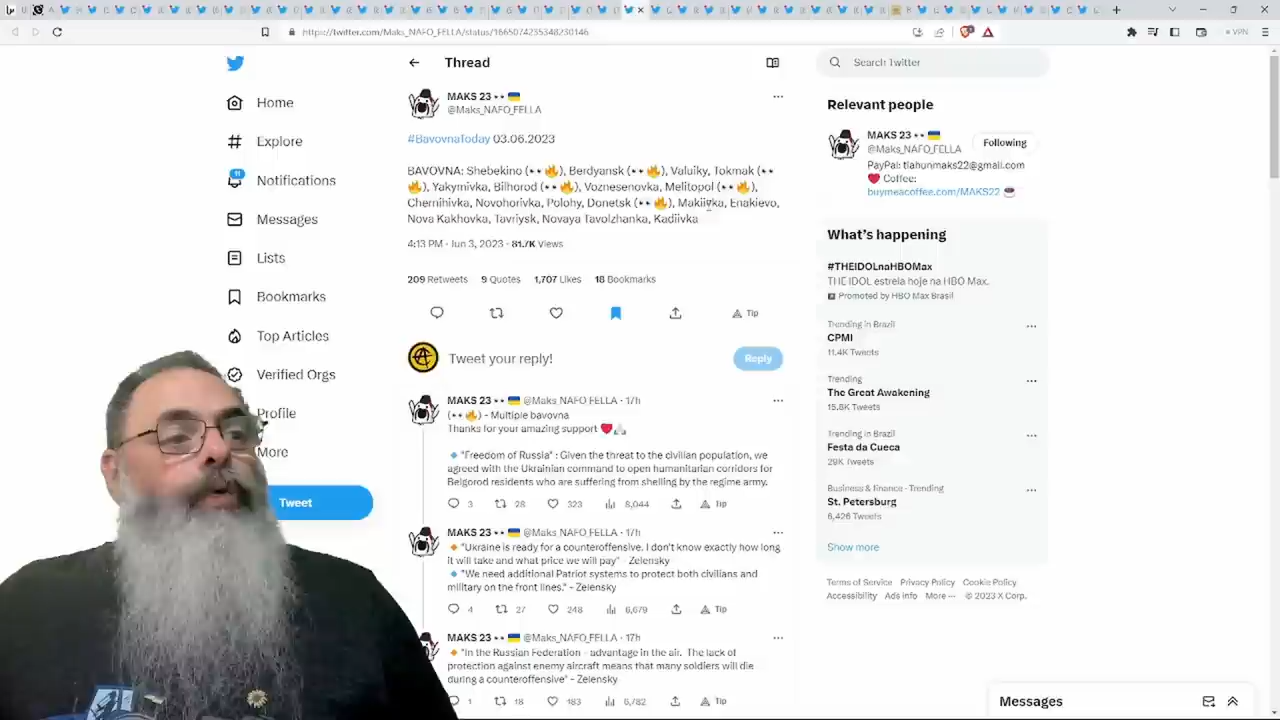 https://twitter.com/Maks_NAFO_FELLA/status/1665074235348230146
VPN
Home
Explore
11
Notifications
Messages
Lists
Bookmarks
Top Articles
Verified Orgs
Profile
More
Tweet
Thread
MAKS 23
@Maks_NAFO_FELLA
#BavovnaToday 03.06.2023
BAVOVNA: Shebekino (👀🔥), Berdyansk (👀🔥), Valuiky, Tokmak (👀
🔥), Yakymivka, Bilhorod (👀🔥), Voznesenovka, Melitopol (👀🔥),
Chernihivka, Novohorivka, Polohy, Donetsk (👀🔥), Makiivka, Enakievo,
Nova Kakhovka, Tavriysk, Novaya Tavolzhanka, Kadiivka
4:13 PM · Jun 3, 2023 · 81.7K Views
209 Retweets 9 Quotes 1,707 Likes 18 Bookmarks
Tip
Tweet your reply!
Reply
MAKS 23 👀 🇺🇦 @Maks_NAFO_FELLA · 17h
(👀🔥) - Multiple bavovna
Thanks for your amazing support
"Freedom of Russia" : Given the threat to the civilian population, we
agreed with the Ukrainian command to open humanitarian corridors for
Belgorod residents who are suffering from shelling by the regime army.
3 28 323 8,044 Tip
MAKS 23 👀 🇺🇦 @Maks_NAFO_FELLA · 17h
"Ukraine is ready for a counteroffensive. I don't know exactly how long
it will take and what price we will pay" - Zelensky
"We need additional Patriot systems to protect both civilians and
military on the front lines." - Zelensky
4 27 248 6,679 Tip
MAKS 23 👀 🇺🇦 @Maks_NAFO_FELLA · 17h
"In the Russian Federation - advantage in the air. The lack of
protection against enemy aircraft means that many soldiers will die
during a counteroffensive" - Zelensky
1 18 183 6,782 Tip
Search Twitter
Relevant people
MAKS 23
@Maks_NAFO_FELLA
Following
PayPal: tlahunmaks22@gmail.com
Coffee:
buymeacoffee.com/MAKS22
What's happening
#THEIDOLnaHBOMax
THE IDOL estreia hoje na HBO Max.
Promoted by HBO Max Brasil
Trending in Brazil
CPMI
11.4K Tweets
Trending
The Great Awakening
15.8K Tweets
Trending in Brazil
Festa da Cueca
28K Tweets
Business & finance · Trending
St. Petersburg
6,426 Tweets
Show more
Terms of Service Privacy Policy Cookie Policy
Accessibility Ads info More ··· © 2023 X Corp.
Messages